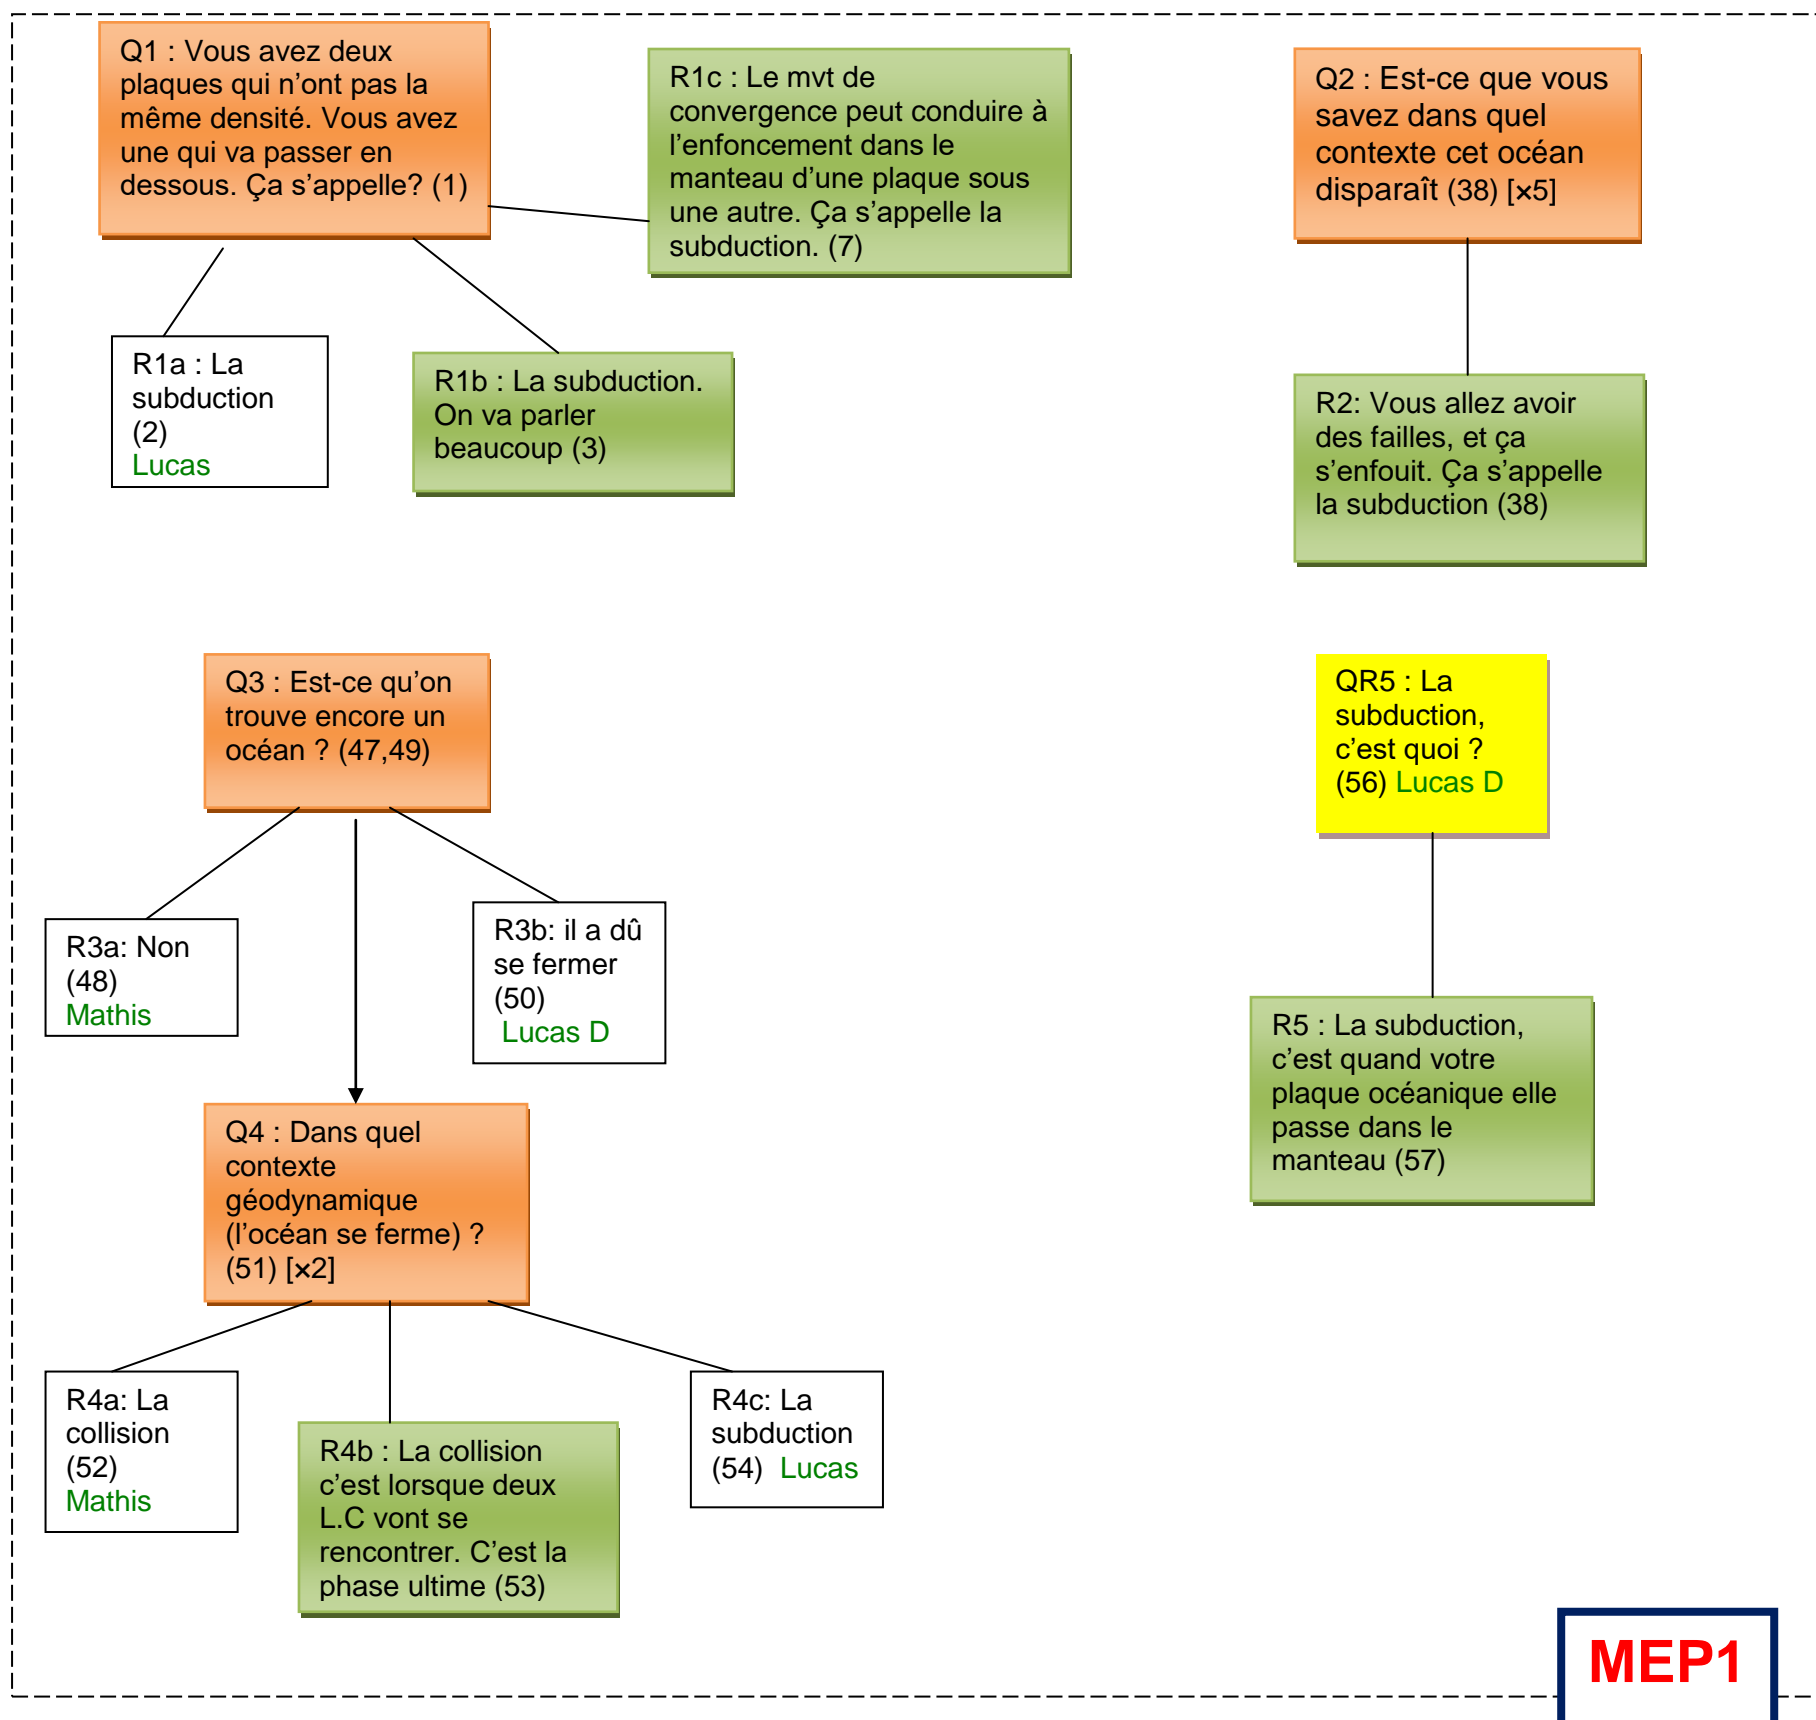 Q1 : Vous avez deux
plaques qui n’ont pas la
même densité. Vous avez
une qui va passer en
dessous. Ça s’appelle? (1)
R1c : Le mvt de
convergence peut conduire à
l’enfoncement dans le
manteau d’une plaque sous
une autre. Ça s’appelle la
subduction. (7)
Q2 : Est-ce que vous
savez dans quel
contexte cet océan
disparaît (38) [×5]
R1a : La
subduction
(2)
Lucas
R1b : La subduction.
On va parler
beaucoup (3)
R2: Vous allez avoir
des failles, et ça
s’enfouit. Ça s’appelle
la subduction (38)
Q3 : Est-ce qu’on
trouve encore un
océan ? (47,49)
QR5 : La
subduction,
c’est quoi ?
(56) Lucas D
R3a: Non
(48)
Mathis
R3b: il a dû
se fermer
(50)
Lucas D
R5 : La subduction,
c’est quand votre
plaque océanique elle
passe dans le
manteau (57)
Q4 : Dans quel
contexte
géodynamique
(l’océan se ferme) ?
(51) [×2]
R4a: La
collision
(52)
Mathis
R4b : La collision
c’est lorsque deux
L.C vont se
rencontrer. C’est la
phase ultime (53)
R4c: La
subduction
(54) Lucas
MEP1